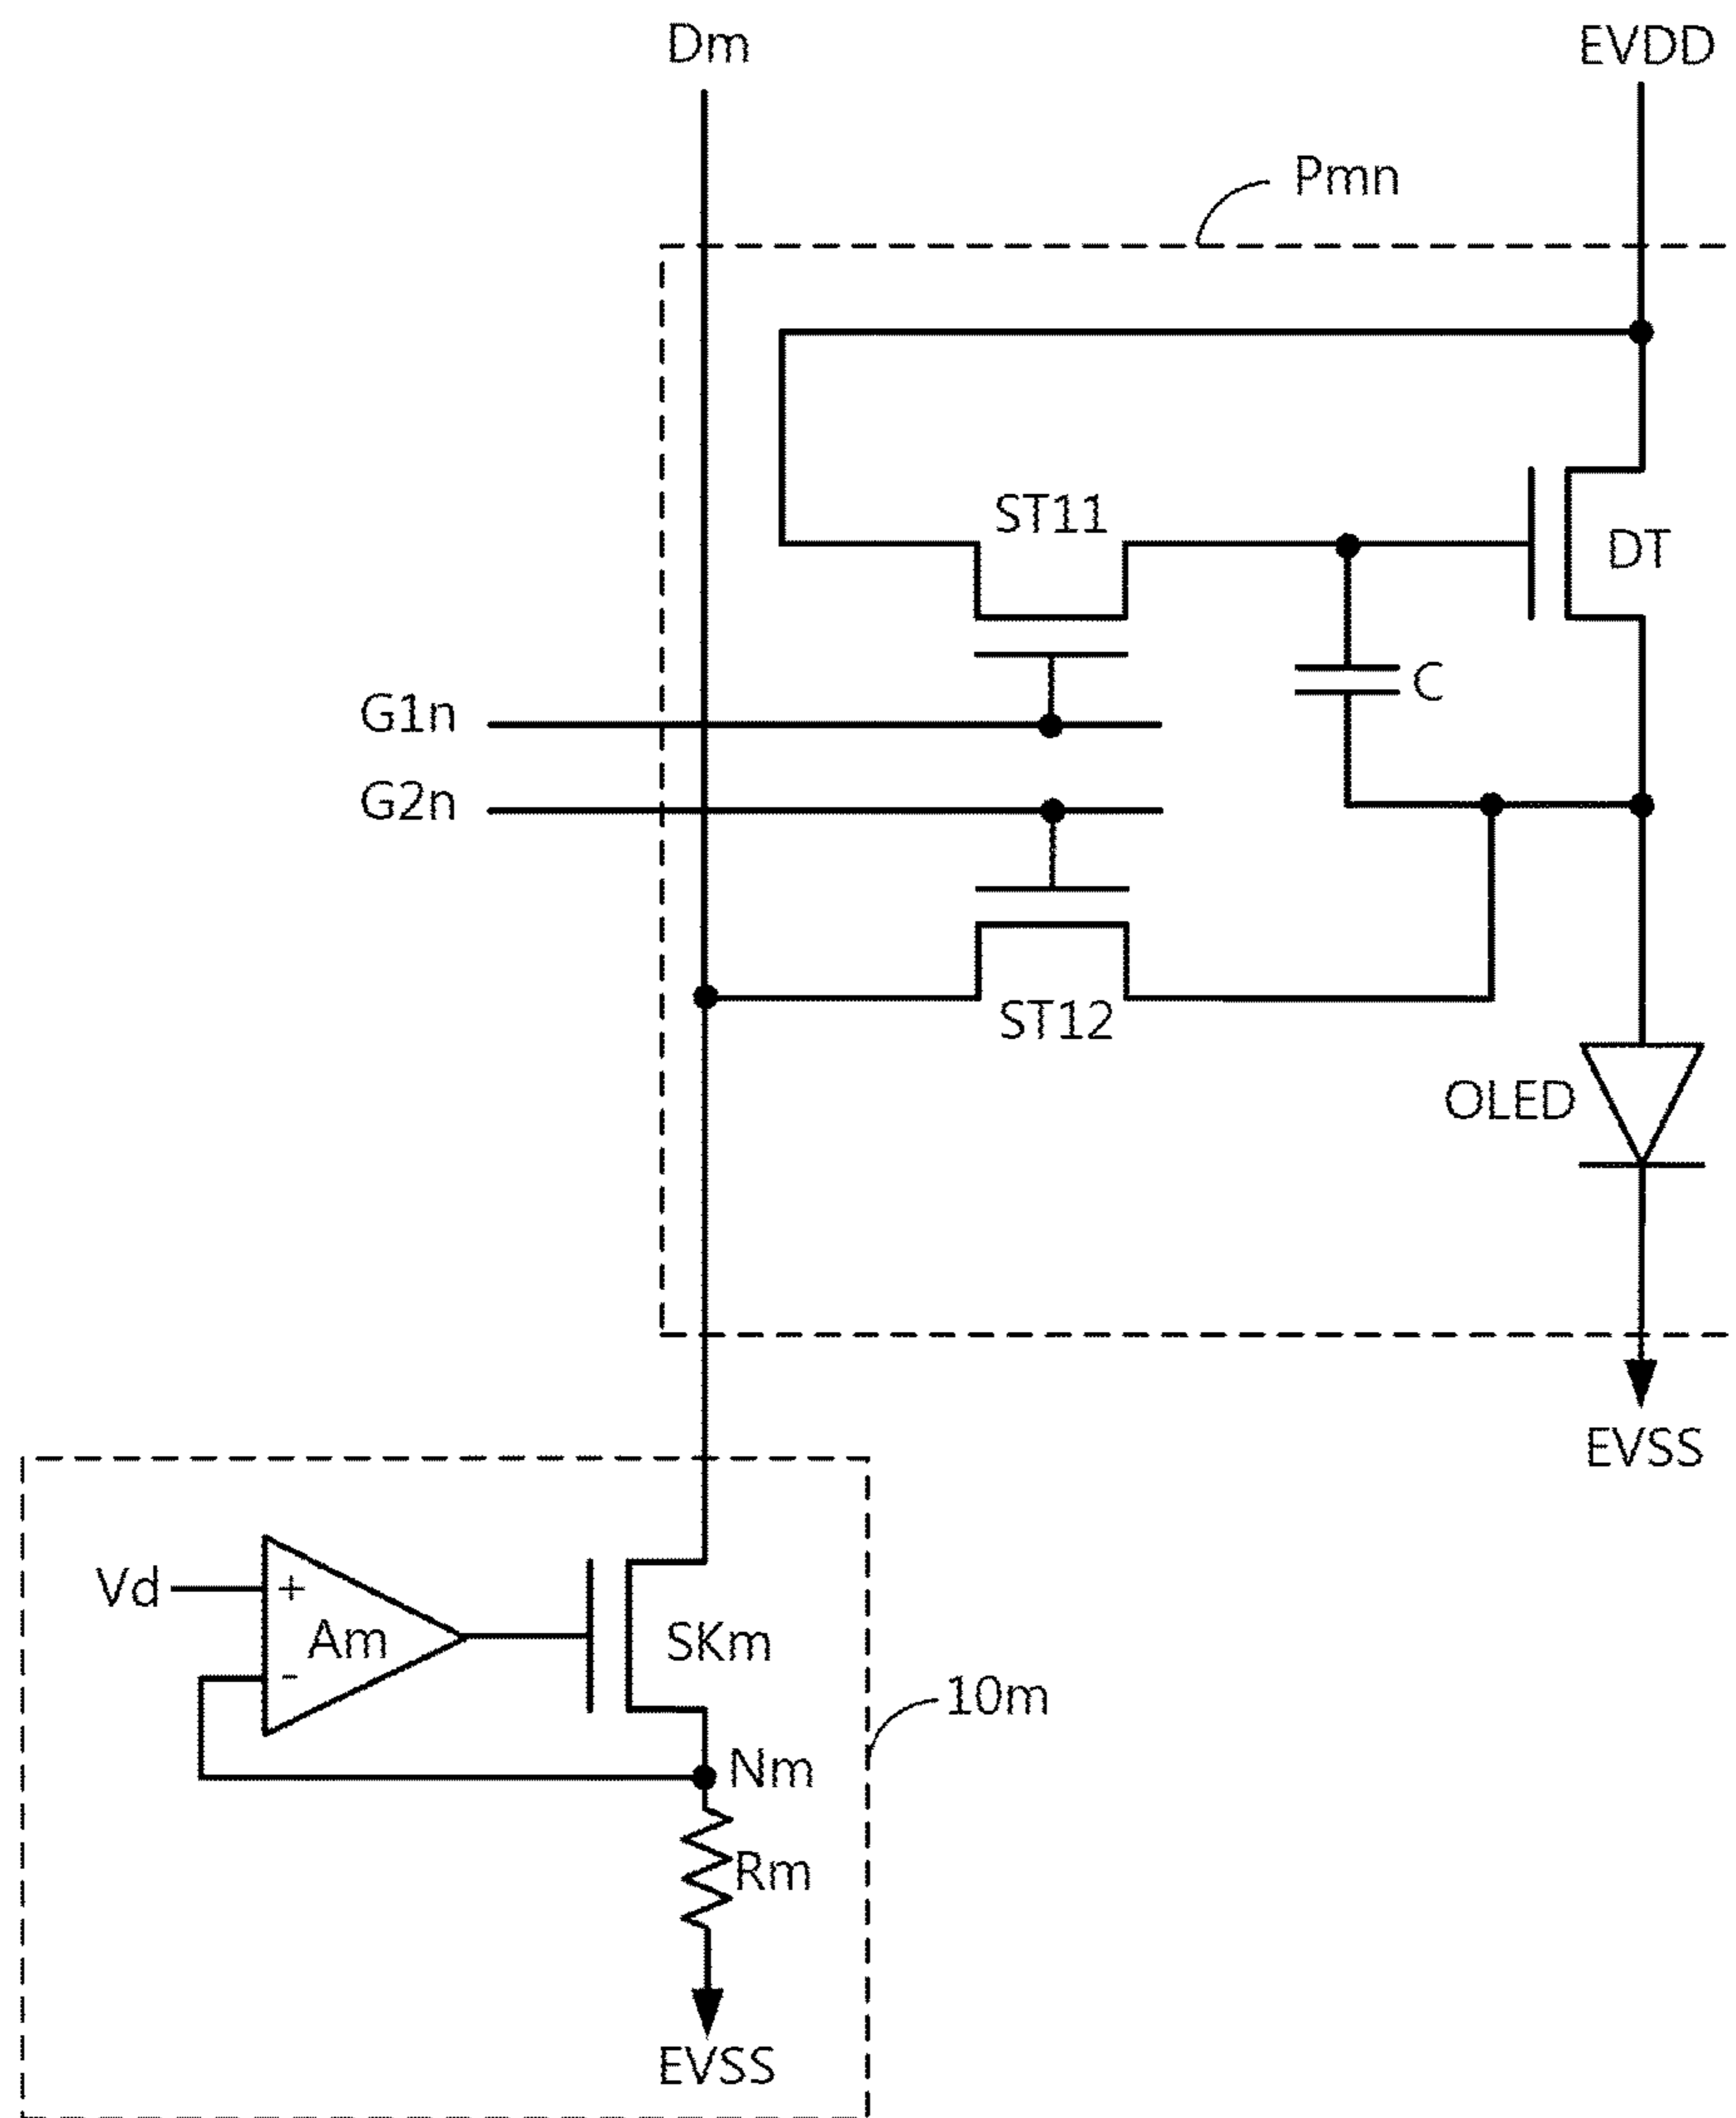 Dm
EVDD
Pmn
ST11
DT
C
G1n
G2n
ST12
OLED
EVSS
Vd
+
Am
-
SKm
10m
Nm
Rm
EVSS